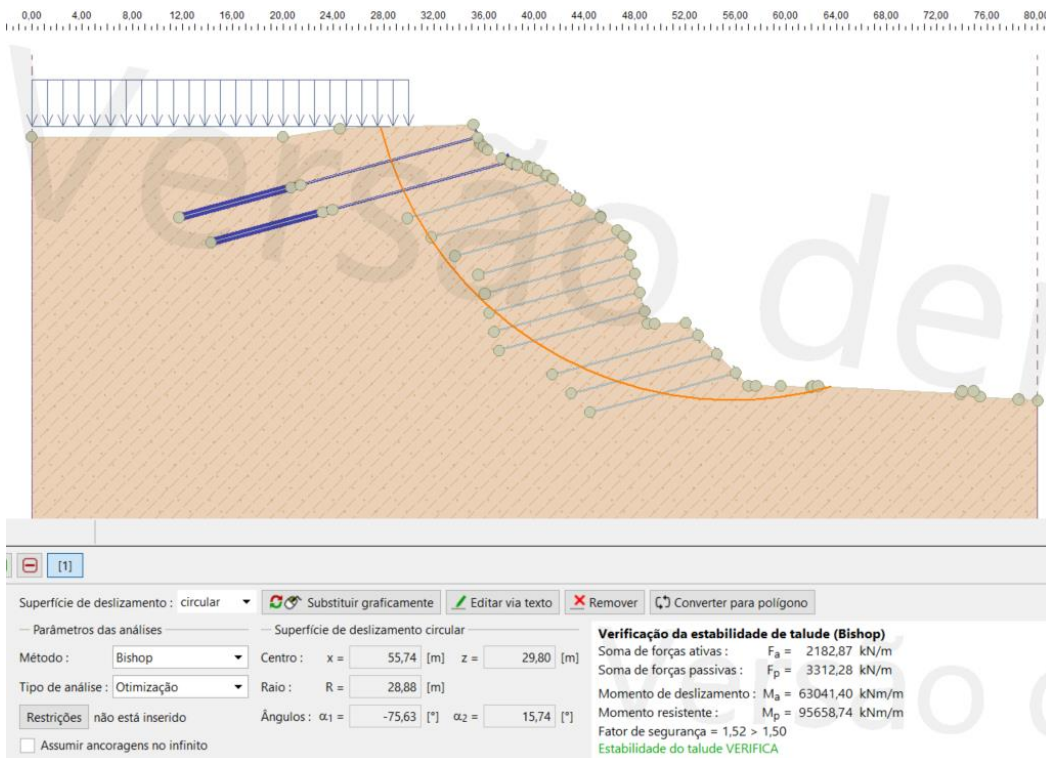 0,00 4,00 8,00 12,00 16,00 20,00 24,00 28,00 32,00 36,00 40,00 44,00 48,00 52,00 56,00 60,00 64,00 68,00 72,00 76,00 80,00
Versão de
[1]
Superfície de deslizamento : circular Substituir graficamente Editar via texto Remover Converter para polígono
Parâmetros das análises Superfície de deslizamento circular
Método : Bishop Centro : x = 55,74 [m] z = 29,80 [m]
Tipo de análise : Otimização Raio : R = 28,88 [m]
Restrições não está inserido Ângulos : α1 = -75,63 [°] α2 = 15,74 [°]
Assumir ancoragens no infinito
Verificação da estabilidade de talude (Bishop)
Soma de forças ativas : Fa = 2182,87 kN/m
Soma de forças passivas : Fp = 3312,28 kN/m
Momento de deslizamento : Ma = 63041,40 kNm/m
Momento resistente : Mp = 95658,74 kNm/m
Fator de segurança = 1,52 > 1,50
Estabilidade do talude VERIFICA
Versão